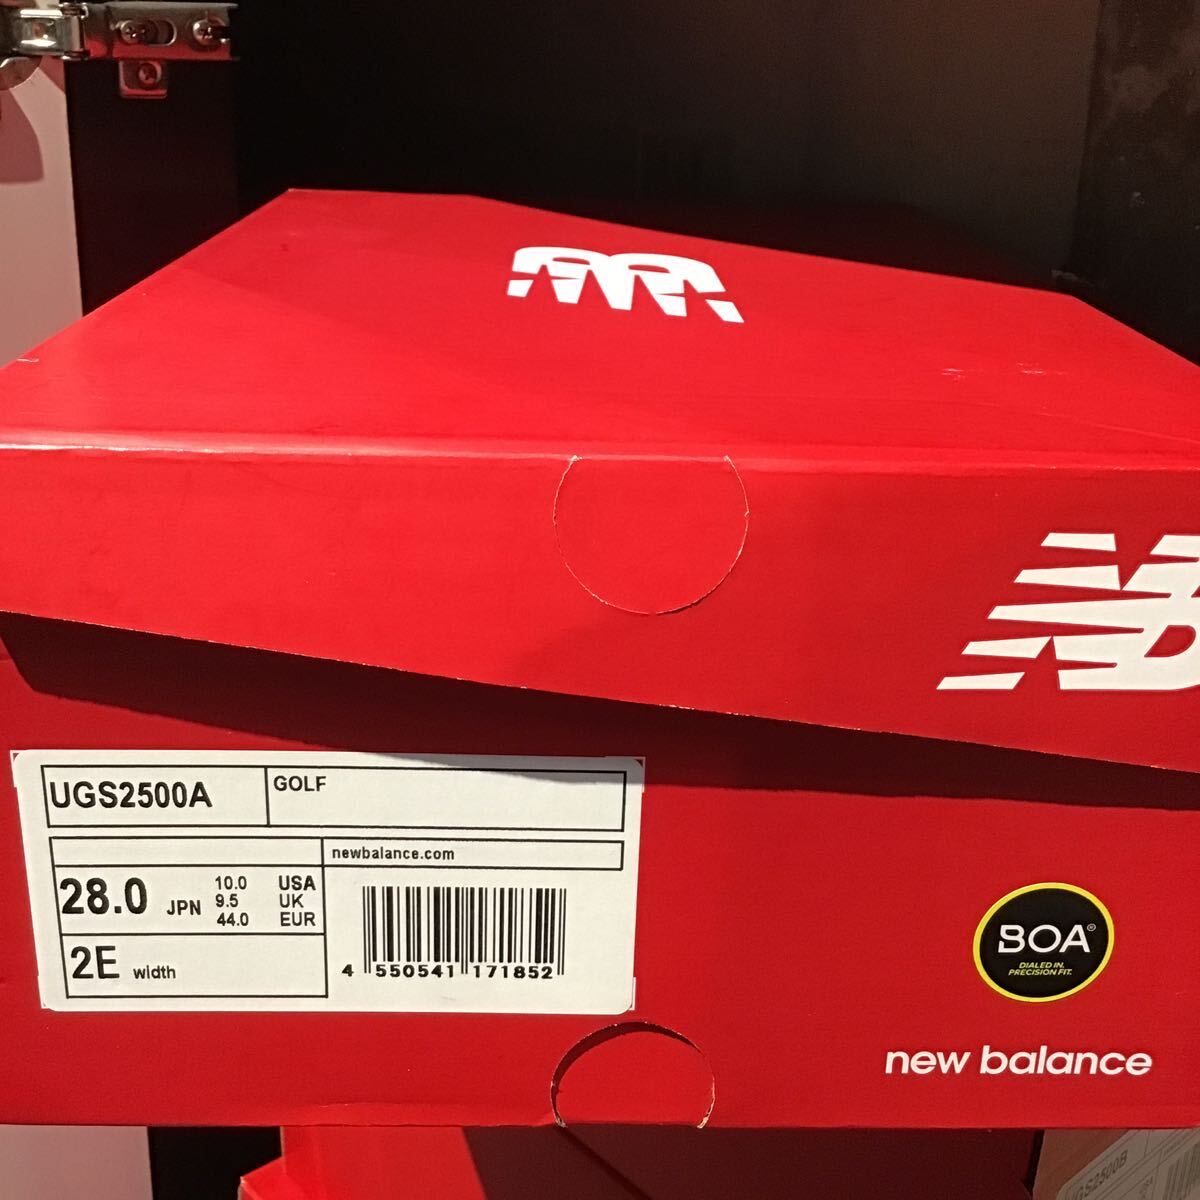 UGS2500A
GOLF
newbalance.com
28.0 JPN
10.0 USA
9.5 UK
44.0 EUR
2E width
4 550541 171852
BOA®
DIALED IN.
PRECISION FIT.
new balance
UGS2500B